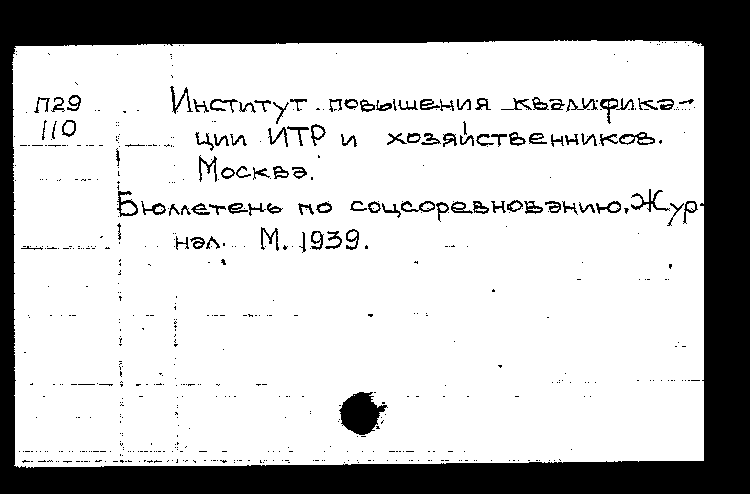 П29
110
Институт повышения квалифика-
ции ИТР и хозяйственников.
Москва.
Бюллетень по соцсоревнованию. Жур-
нал. М. 1939.